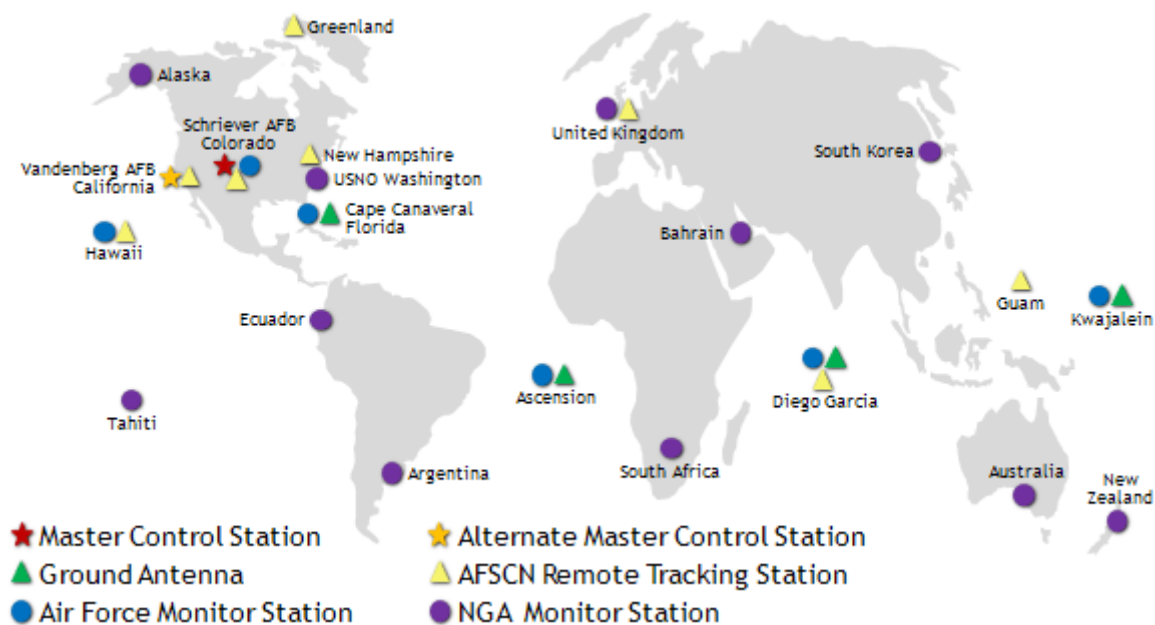 Greenland
Alaska
Schriever AFB
Colorado
Vandenberg AFB
California
New Hampshire
USNO Washington
Cape Canaveral
Florida
Hawaii
United Kingdom
South Korea
Bahrain
Guam
Kwajalein
Ecuador
Ascension
Diego Garcia
Tahiti
Argentina
South Africa
Australia
New
Zealand
Master Control Station
Alternate Master Control Station
Ground Antenna
AFSCN Remote Tracking Station
Air Force Monitor Station
NGA Monitor Station